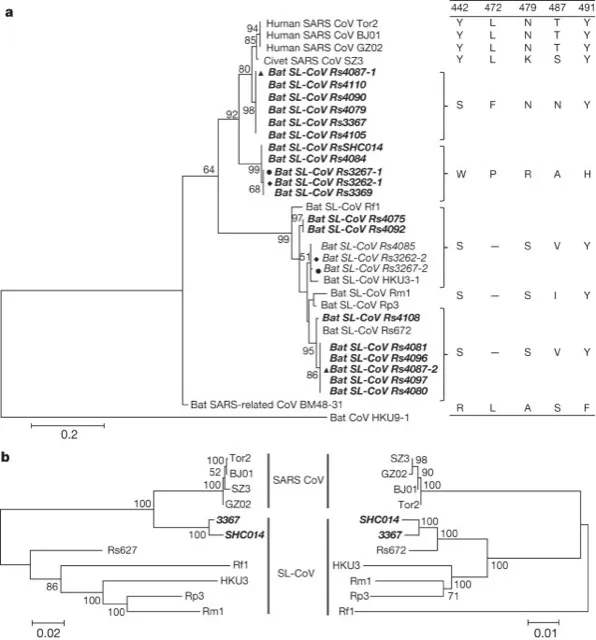 a
442 472 479 487 491
Human SARS CoV Tor2 Y L N T Y
Human SARS CoV BJ01 Y L N T Y
Human SARS CoV GZ02 Y L N T Y
Civet SARS CoV SZ3 Y L K S Y
94
85
80
Bat SL-CoV Rs4087-1
Bat SL-CoV Rs4110
Bat SL-CoV Rs4090
Bat SL-CoV Rs4079
Bat SL-CoV Rs3367
Bat SL-CoV Rs4105
S F N N Y
98
92
Bat SL-CoV RsSHC014
Bat SL-CoV Rs4084
Bat SL-CoV Rs3267-1
Bat SL-CoV Rs3262-1
Bat SL-CoV Rs3369
W P R A H
99
68
64
Bat SL-CoV Rf1
Bat SL-CoV Rs4075
Bat SL-CoV Rs4092
Bat SL-CoV Rs4085
Bat SL-CoV Rs3262-2
Bat SL-CoV Rs3267-2
Bat SL-CoV HKU3-1
S — S V Y
97
99
51
Bat SL-CoV Rm1 S — S I Y
Bat SL-CoV Rp3
Bat SL-CoV Rs4108
Bat SL-CoV Rs672
Bat SL-CoV Rs4081
Bat SL-CoV Rs4096
Bat SL-CoV Rs4087-2
Bat SL-CoV Rs4097
Bat SL-CoV Rs4080
S — S V Y
95
86
Bat SARS-related CoV BM48-31 R L A S F
Bat CoV HKU9-1
0.2
b
100 Tor2
52 BJ01
100 SZ3
GZ02
100
3367
100 SHC014
Rs627
Rf1
86
HKU3
100 Rp3
100 Rm1
0.02
SARS CoV
SL-CoV
SZ3 98
GZ02 90
BJ01 100
Tor2
SHC014 100
3367 100
Rs672
HKU3 100
Rm1 100
Rp3 71
Rf1
0.01